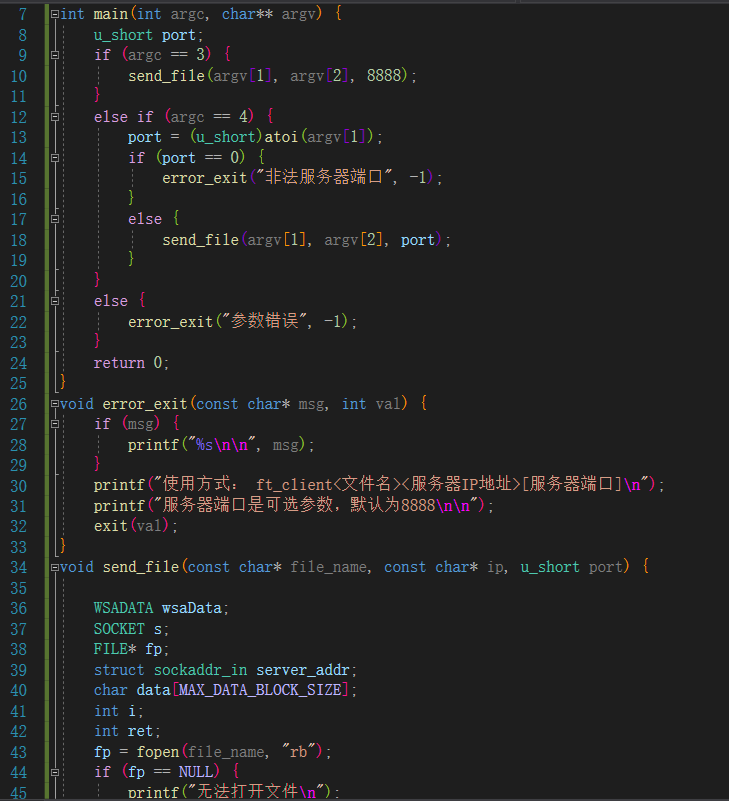 7 int main(int argc, char** argv) {
8 u_short port;
9 if (argc == 3) {
10 send_file(argv[1], argv[2], 8888);
11 }
12 else if (argc == 4) {
13 port = (u_short)atoi(argv[1]);
14 if (port == 0) {
15 error_exit("非法服务器端口", -1);
16 }
17 else {
18 send_file(argv[1], argv[2], port);
19 }
20 }
21 else {
22 error_exit("参数错误", -1);
23 }
24 return 0;
25 }
26 void error_exit(const char* msg, int val) {
27 if (msg) {
28 printf("%s\n\n", msg);
29 }
30 printf("使用方式： ft_client<文件名><服务器IP地址>[服务器端口]\n");
31 printf("服务器端口是可选参数，默认为8888\n\n");
32 exit(val);
33 }
34 void send_file(const char* file_name, const char* ip, u_short port) {
35
36 WSADATA wsaData;
37 SOCKET s;
38 FILE* fp;
39 struct sockaddr_in server_addr;
40 char data[MAX_DATA_BLOCK_SIZE];
41 int i;
42 int ret;
43 fp = fopen(file_name, "rb");
44 if (fp == NULL) {
45 printf("无法打开文件\n");